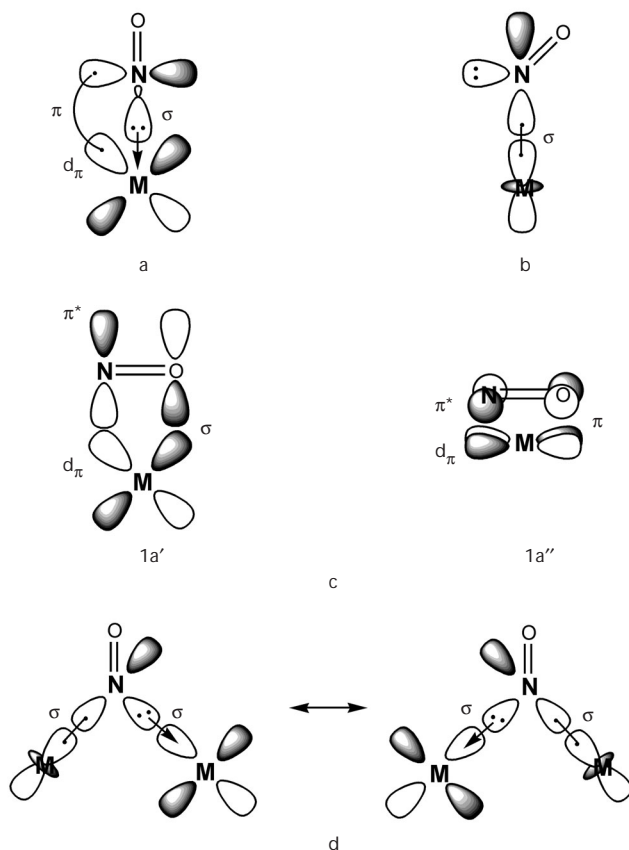 O O
N N
π σ
dπ σ
M M
a b
π*
N O N O
π* π
dπ σ dπ
M M
1a′ 1a″
c
O O
N N
σ σ σ σ
M M M M
d